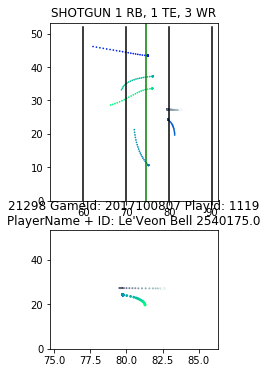 SHOTGUN 1 RB, 1 TE, 3 WR
50
40
30
20
10
0
60 70 80 90
21298 GameId: 2017100807 PlayId: 1119
PlayerName + ID: Le'Veon Bell 2540175.0
40
20
0
75.0 77.5 80.0 82.5 85.0